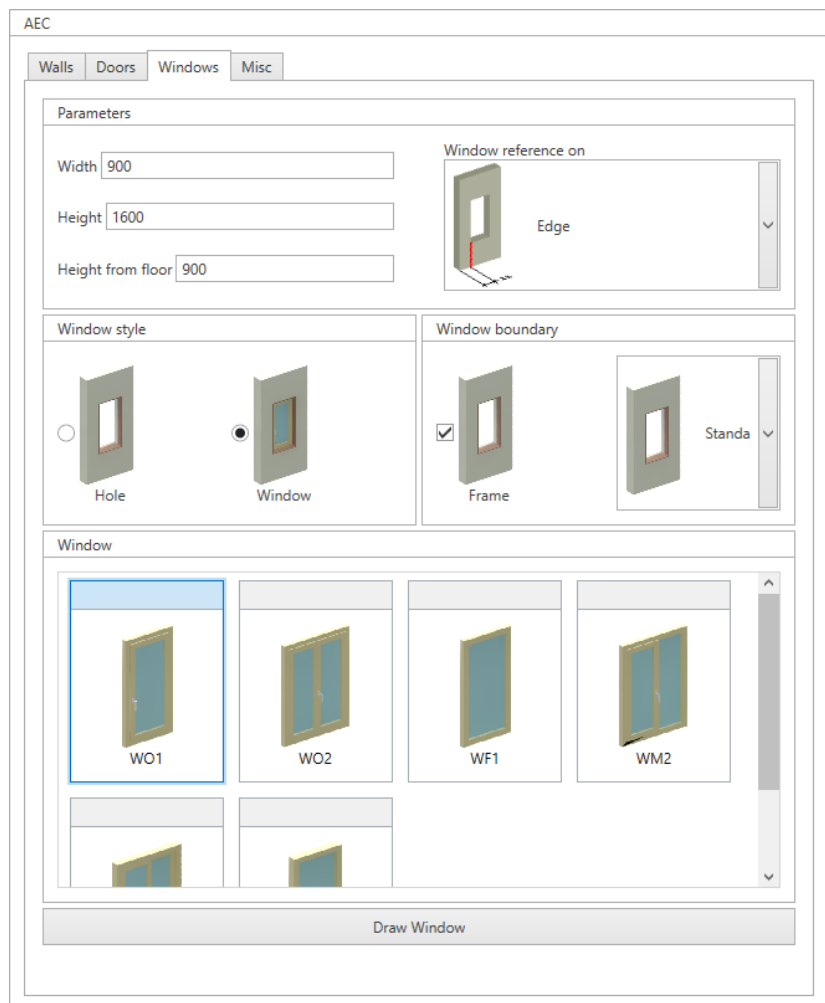 AEC
Walls Doors Windows Misc
Parameters
Width 900
Window reference on
Edge
Height 1600
Height from floor 900
Window style
Window boundary
Standa
Hole
Window
Frame
Window
WO1
WO2
WF1
WM2
Draw Window